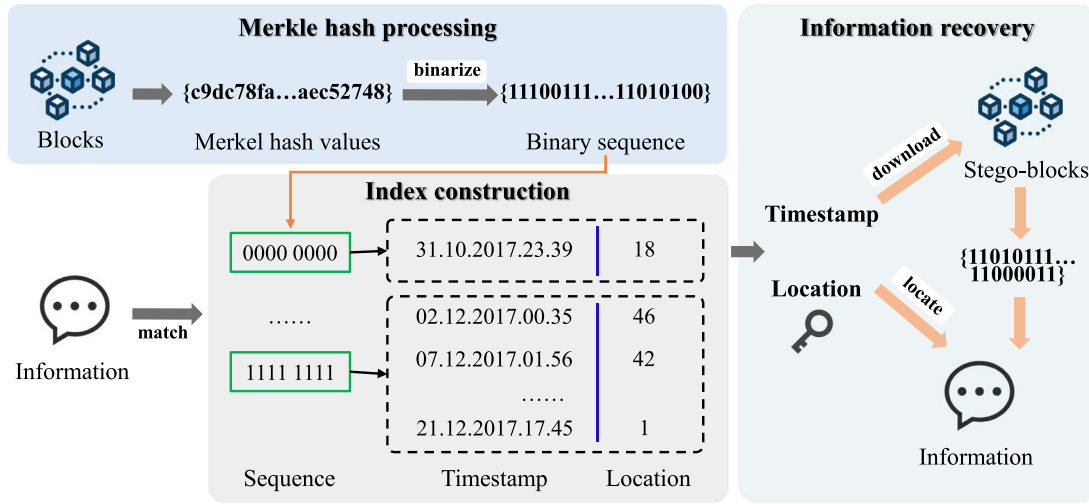 Merkle hash processing
binarize
{c9dc78fa…aec52748}
{11100111…11010100}
Blocks
Merkel hash values
Binary sequence
Index construction
0000 0000
31.10.2017.23.39
18
match
Information
……
02.12.2017.00.35
46
07.12.2017.01.56
42
1111 1111
……
21.12.2017.17.45
1
Sequence
Timestamp
Location
Information recovery
download
Stego-blocks
Timestamp
{11010111…
11000011}
Location
locate
Information